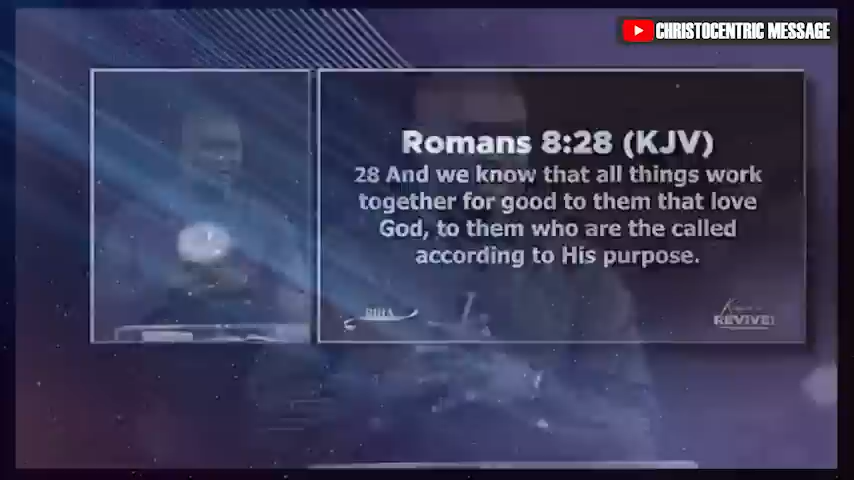 CHRISTOCENTRIC MESSAGE
Romans 8:28 (KJV)
28 And we know that all things work
together for good to them that love
God, to them who are the called
according to His purpose.
REVIVE!